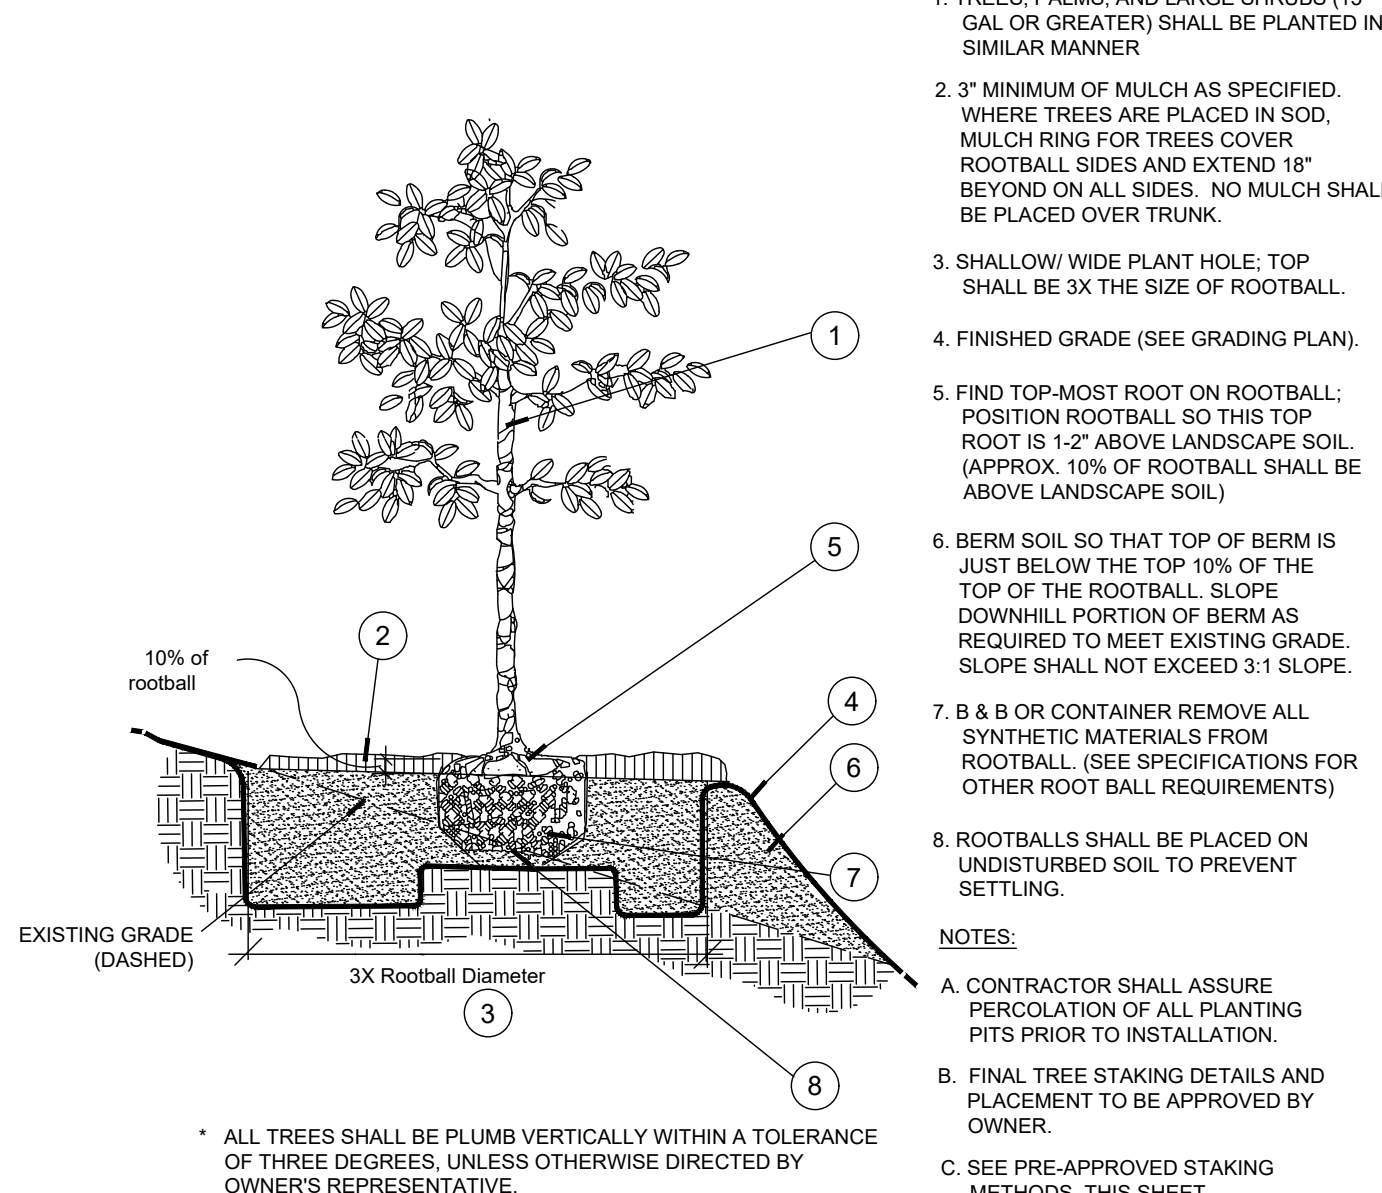 1. TREES, PALMS, AND LARGE SHRUBS (15
GAL OR GREATER) SHALL BE PLANTED IN
SIMILAR MANNER
2. 3" MINIMUM OF MULCH AS SPECIFIED.
WHERE TREES ARE PLACED IN SOD,
MULCH RING FOR TREES COVER
ROOTBALL SIDES AND EXTEND 18"
BEYOND ON ALL SIDES. NO MULCH SHALL
BE PLACED OVER TRUNK.
3. SHALLOW/ WIDE PLANT HOLE; TOP
SHALL BE 3X THE SIZE OF ROOTBALL.
4. FINISHED GRADE (SEE GRADING PLAN).
5. FIND TOP-MOST ROOT ON ROOTBALL;
POSITION ROOTBALL SO THIS TOP
ROOT IS 1-2" ABOVE LANDSCAPE SOIL.
(APPROX. 10% OF ROOTBALL SHALL BE
ABOVE LANDSCAPE SOIL)
6. BERM SOIL SO THAT TOP OF BERM IS
JUST BELOW THE TOP 10% OF THE
TOP OF THE ROOTBALL. SLOPE
DOWNHILL PORTION OF BERM AS
REQUIRED TO MEET EXISTING GRADE.
SLOPE SHALL NOT EXCEED 3:1 SLOPE.
7. B & B OR CONTAINER REMOVE ALL
SYNTHETIC MATERIALS FROM
ROOTBALL. (SEE SPECIFICATIONS FOR
OTHER ROOT BALL REQUIREMENTS)
8. ROOTBALLS SHALL BE PLACED ON
UNDISTURBED SOIL TO PREVENT
SETTLING.
NOTES:
A. CONTRACTOR SHALL ASSURE
PERCOLATION OF ALL PLANTING
PITS PRIOR TO INSTALLATION.
B. FINAL TREE STAKING DETAILS AND
PLACEMENT TO BE APPROVED BY
OWNER.
C. SEE PRE-APPROVED STAKING
METHODS, THIS SHEET
1
5
2
10% of
rootball
4
6
7
EXISTING GRADE
(DASHED)
3X Rootball Diameter
3
8
* ALL TREES SHALL BE PLUMB VERTICALLY WITHIN A TOLERANCE
OF THREE DEGREES, UNLESS OTHERWISE DIRECTED BY
OWNER'S REPRESENTATIVE.